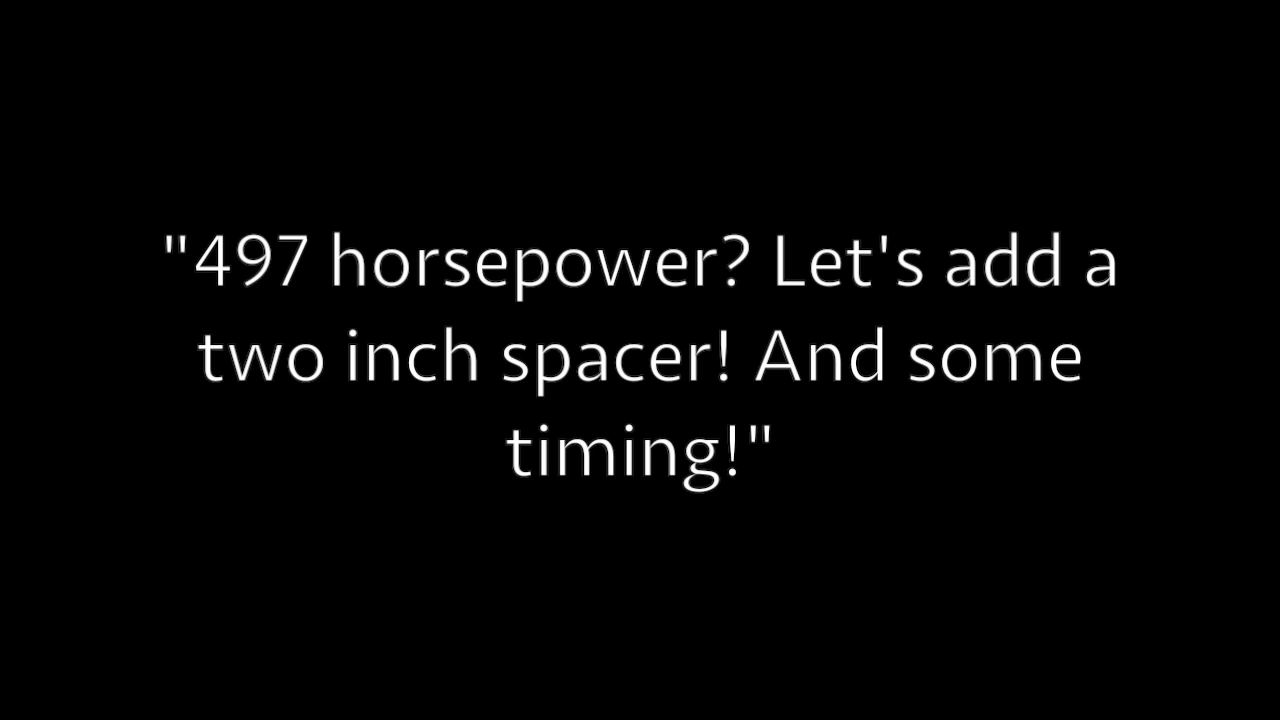 "497 horsepower? Let's add a
two inch spacer! And some
timing!"